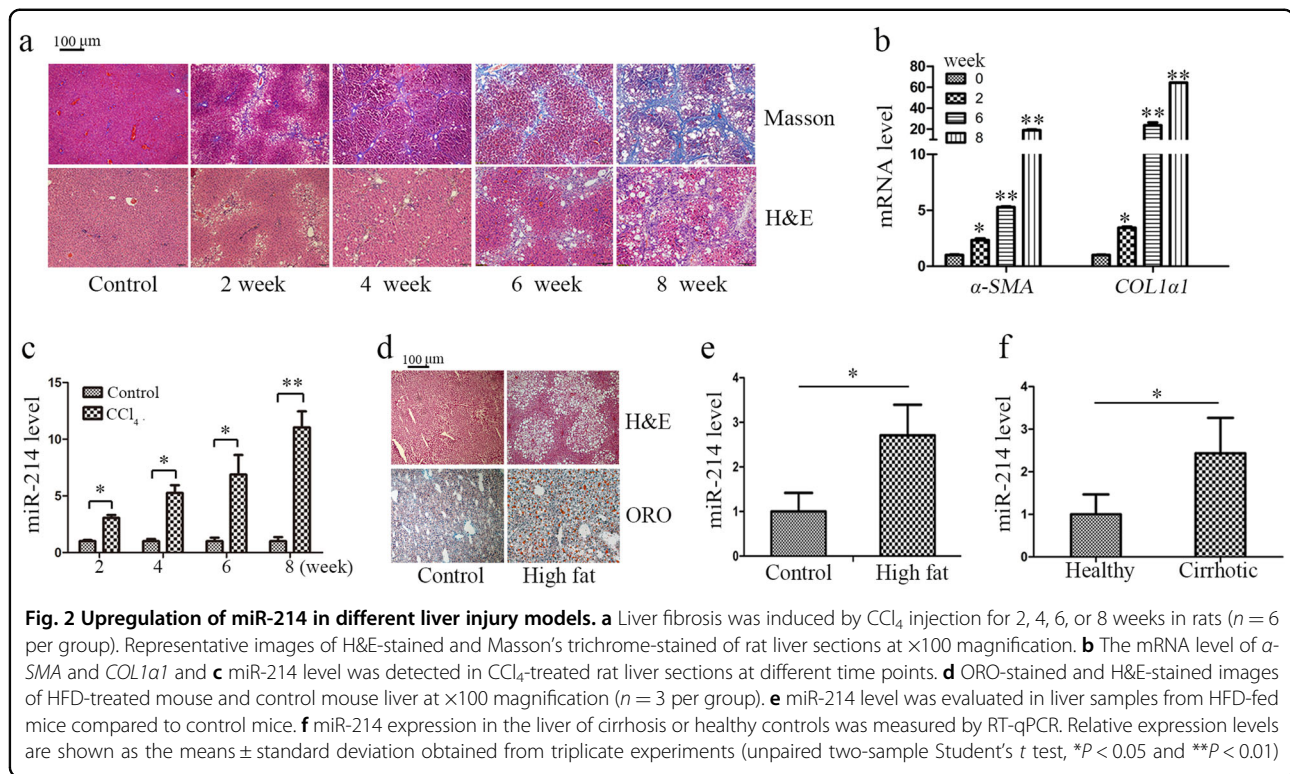 a
100 μm
Masson
H&E
Control 2 week 4 week 6 week 8 week
b
week
0
2
6
8
mRNA level
80
60
40
20
10
5
0
* ** ** * ** **
α-SMA COL1α1
c
Control
CCl4
miR-214 level
15
10
5
0
* * * **
2 4 6 8 (week)
d
100 μm
H&E
ORO
Control High fat
e
miR-214 level
4
3
2
1
0
*
Control High fat
f
miR-214 level
4
3
2
1
0
*
Healthy Cirrhotic
Fig. 2 Upregulation of miR-214 in different liver injury models. a Liver fibrosis was induced by CCl4 injection for 2, 4, 6, or 8 weeks in rats (n = 6
per group). Representative images of H&E-stained and Masson's trichrome-stained of rat liver sections at ×100 magnification. b The mRNA level of α-
SMA and COL1α1 and c miR-214 level was detected in CCl4-treated rat liver sections at different time points. d ORO-stained and H&E-stained images
of HFD-treated mouse and control mouse liver at ×100 magnification (n = 3 per group). e miR-214 level was evaluated in liver samples from HFD-fed
mice compared to control mice. f miR-214 expression in the liver of cirrhosis or healthy controls was measured by RT-qPCR. Relative expression levels
are shown as the means ± standard deviation obtained from triplicate experiments (unpaired two-sample Student's t test, *P < 0.05 and **P < 0.01)